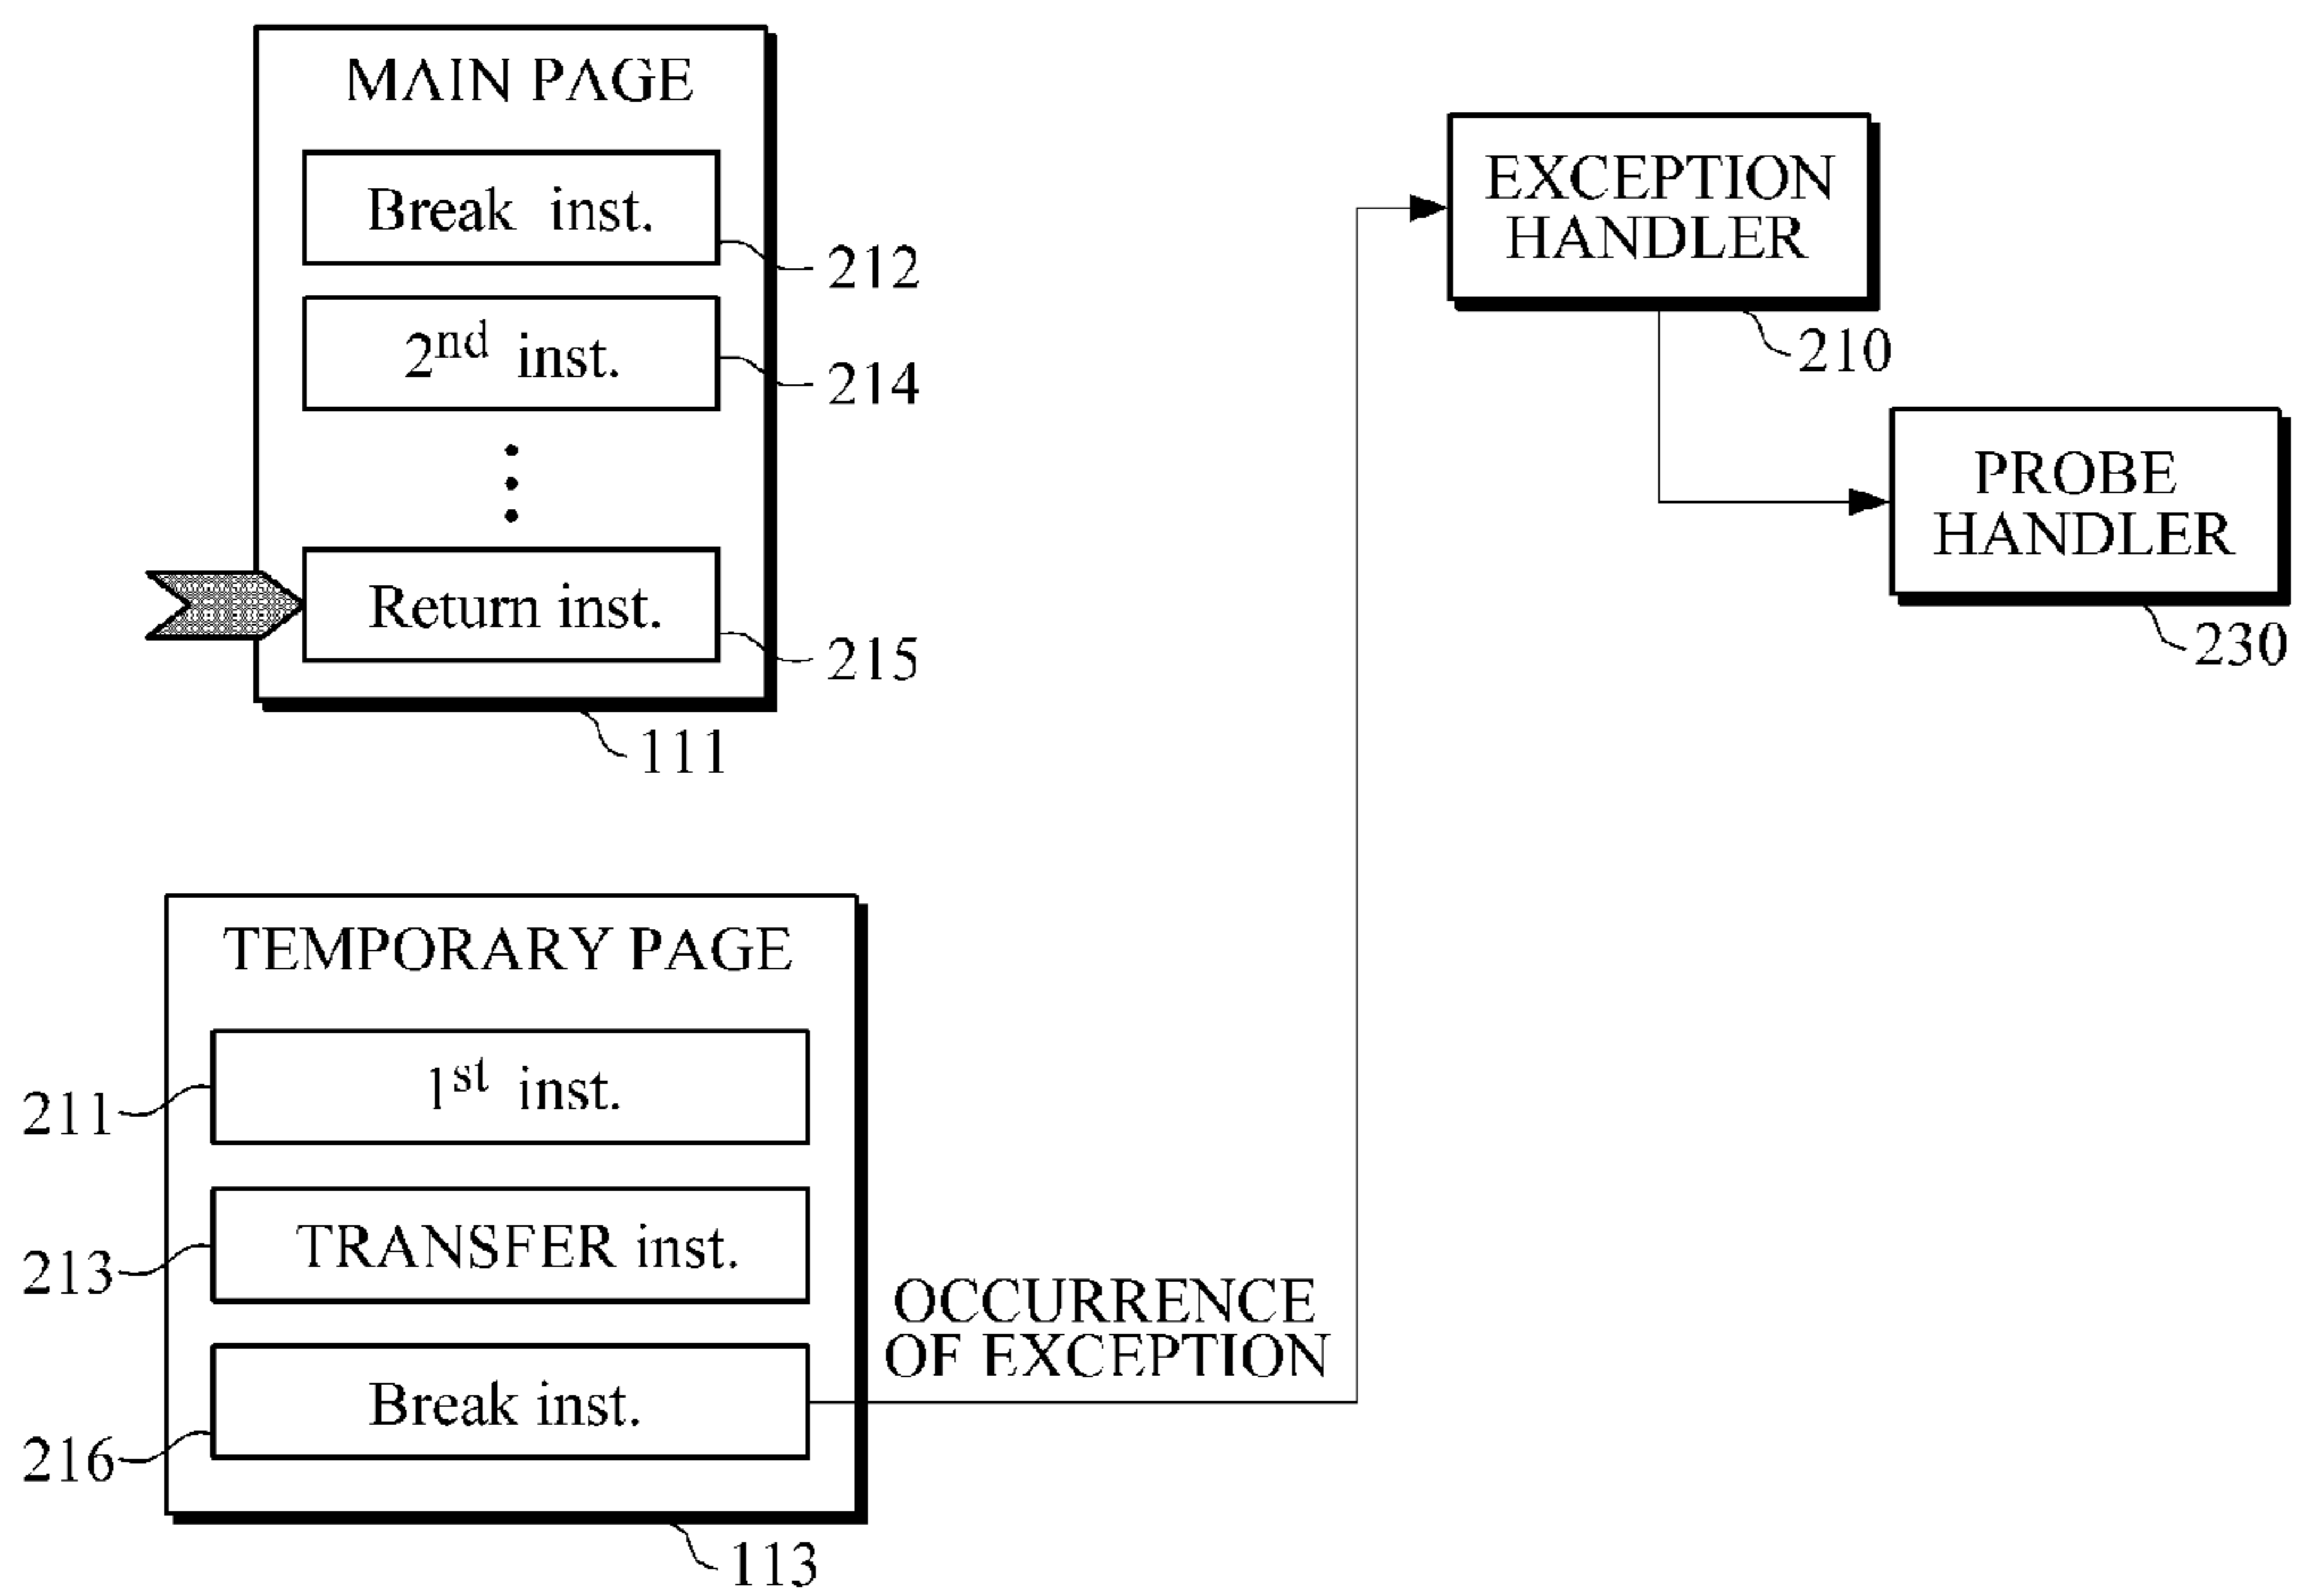 MAIN PAGE
Break inst.
212
2nd inst.
214
Return inst.
215
111
EXCEPTION
HANDLER
210
PROBE
HANDLER
230
TEMPORARY PAGE
1st inst.
211
TRANSFER inst.
213
Break inst.
216
113
OCCURRENCE
OF EXCEPTION